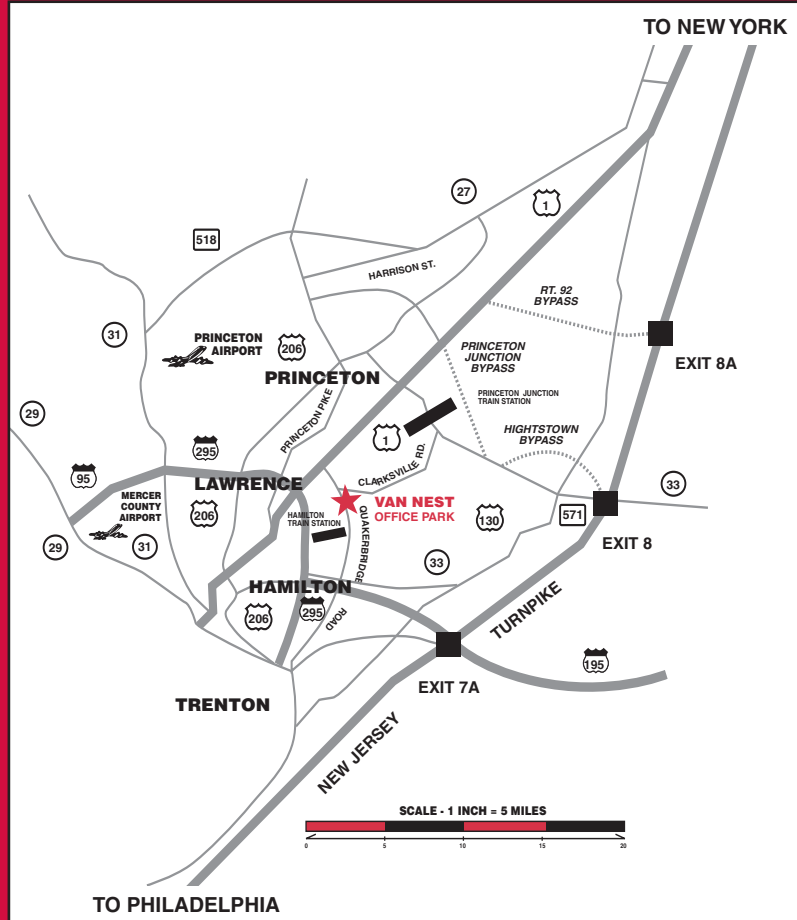 TO NEW YORK
27
1
518
HARRISON ST.
RT. 92
BYPASS
31
PRINCETON
AIRPORT
206
PRINCETON
JUNCTION
BYPASS
EXIT 8A
PRINCETON
PRINCETON JUNCTION
TRAIN STATION
29
PRINCETON PIKE
1
HIGHTSTOWN
BYPASS
295
CLARKSVILLE RD.
95
LAWRENCE
33
MERCER
COUNTY
AIRPORT
206
VAN NEST
OFFICE PARK
HAMILTON
TRAIN STATION
QUAKERBRIDGE
130
571
29
31
EXIT 8
33
HAMILTON
206
295
ROAD
TURNPIKE
195
EXIT 7A
TRENTON
NEW JERSEY
SCALE - 1 INCH = 5 MILES
0 5 10 15 20
TO PHILADELPHIA